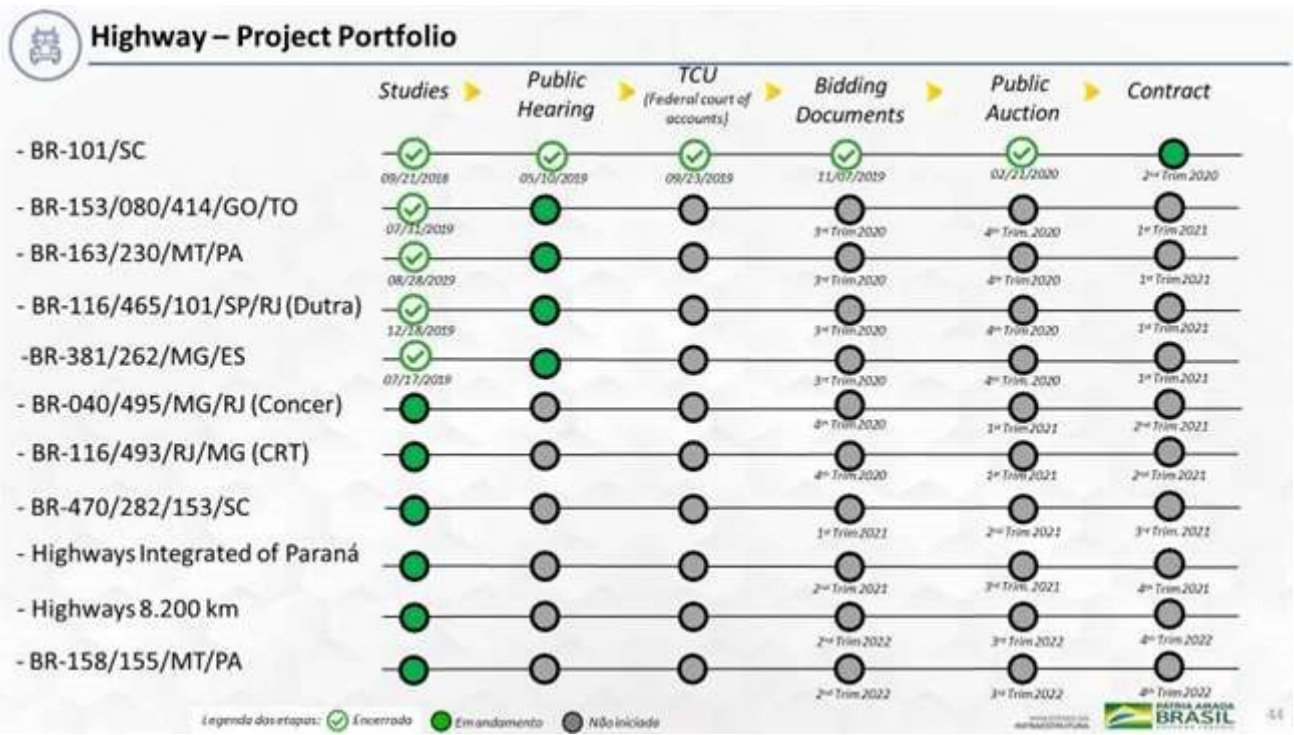 Highway – Project Portfolio
Studies
Public Hearing
TCU (Federal court of accounts)
Bidding Documents
Public Auction
Contract
- BR-101/SC
09/21/2018 05/10/2019 09/23/2019 11/07/2019 02/21/2020 2nd Trim 2020
- BR-153/080/414/GO/TO
07/31/2019 3rd Trim 2020 4th Trim. 2020 1st Trim 2021
- BR-163/230/MT/PA
08/28/2019 3rd Trim 2020 4th Trim 2020 1st Trim 2021
- BR-116/465/101/SP/RJ (Dutra)
12/18/2019 3rd Trim 2020 4th Trim 2020 1st Trim 2021
-BR-381/262/MG/ES
07/17/2019 3rd Trim 2020 4th Trim. 2020 1st Trim 2021
- BR-040/495/MG/RJ (Concer)
4th Trim 2020 1st Trim 2021 2nd Trim 2021
- BR-116/493/RJ/MG (CRT)
4th Trim 2020 1st Trim 2021 2nd Trim 2021
- BR-470/282/153/SC
1st Trim 2021 2nd Trim 2021 3rd Trim. 2021
- Highways Integrated of Paraná
2nd Trim 2021 3rd Trim. 2021 4th Trim 2021
- Highways 8.200 km
2nd Trim 2022 3rd Trim 2022 4th Trim 2022
- BR-158/155/MT/PA
2nd Trim 2022 3rd Trim 2022 4th Trim 2022
Legenda das etapas: Encerrada Em andamento Não iniciada
INFRAESTRUTURA
PÁTRIA AMADA
BRASIL
44